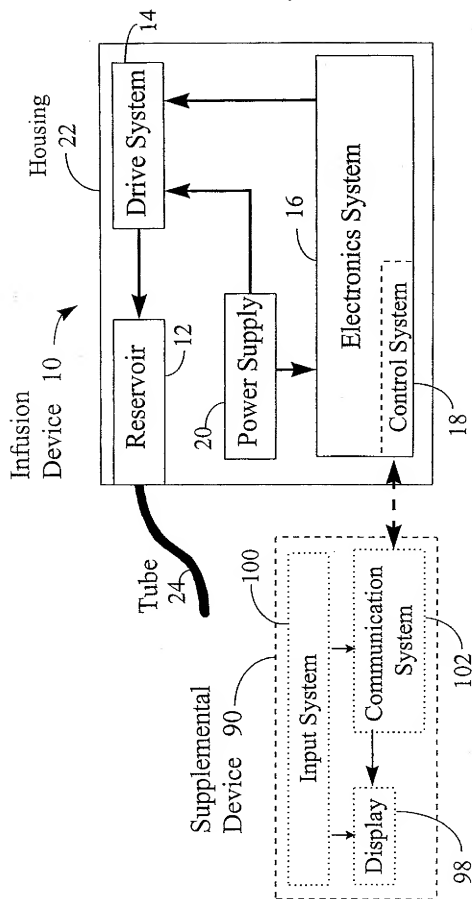 Infusion
Device 10
Housing
22
14
Drive System
Reservoir
12
Tube
24
20
Power Supply
16
Electronics System
Control System
18
Supplemental
Device 90
100
Input System
Communication
System
102
Display
98